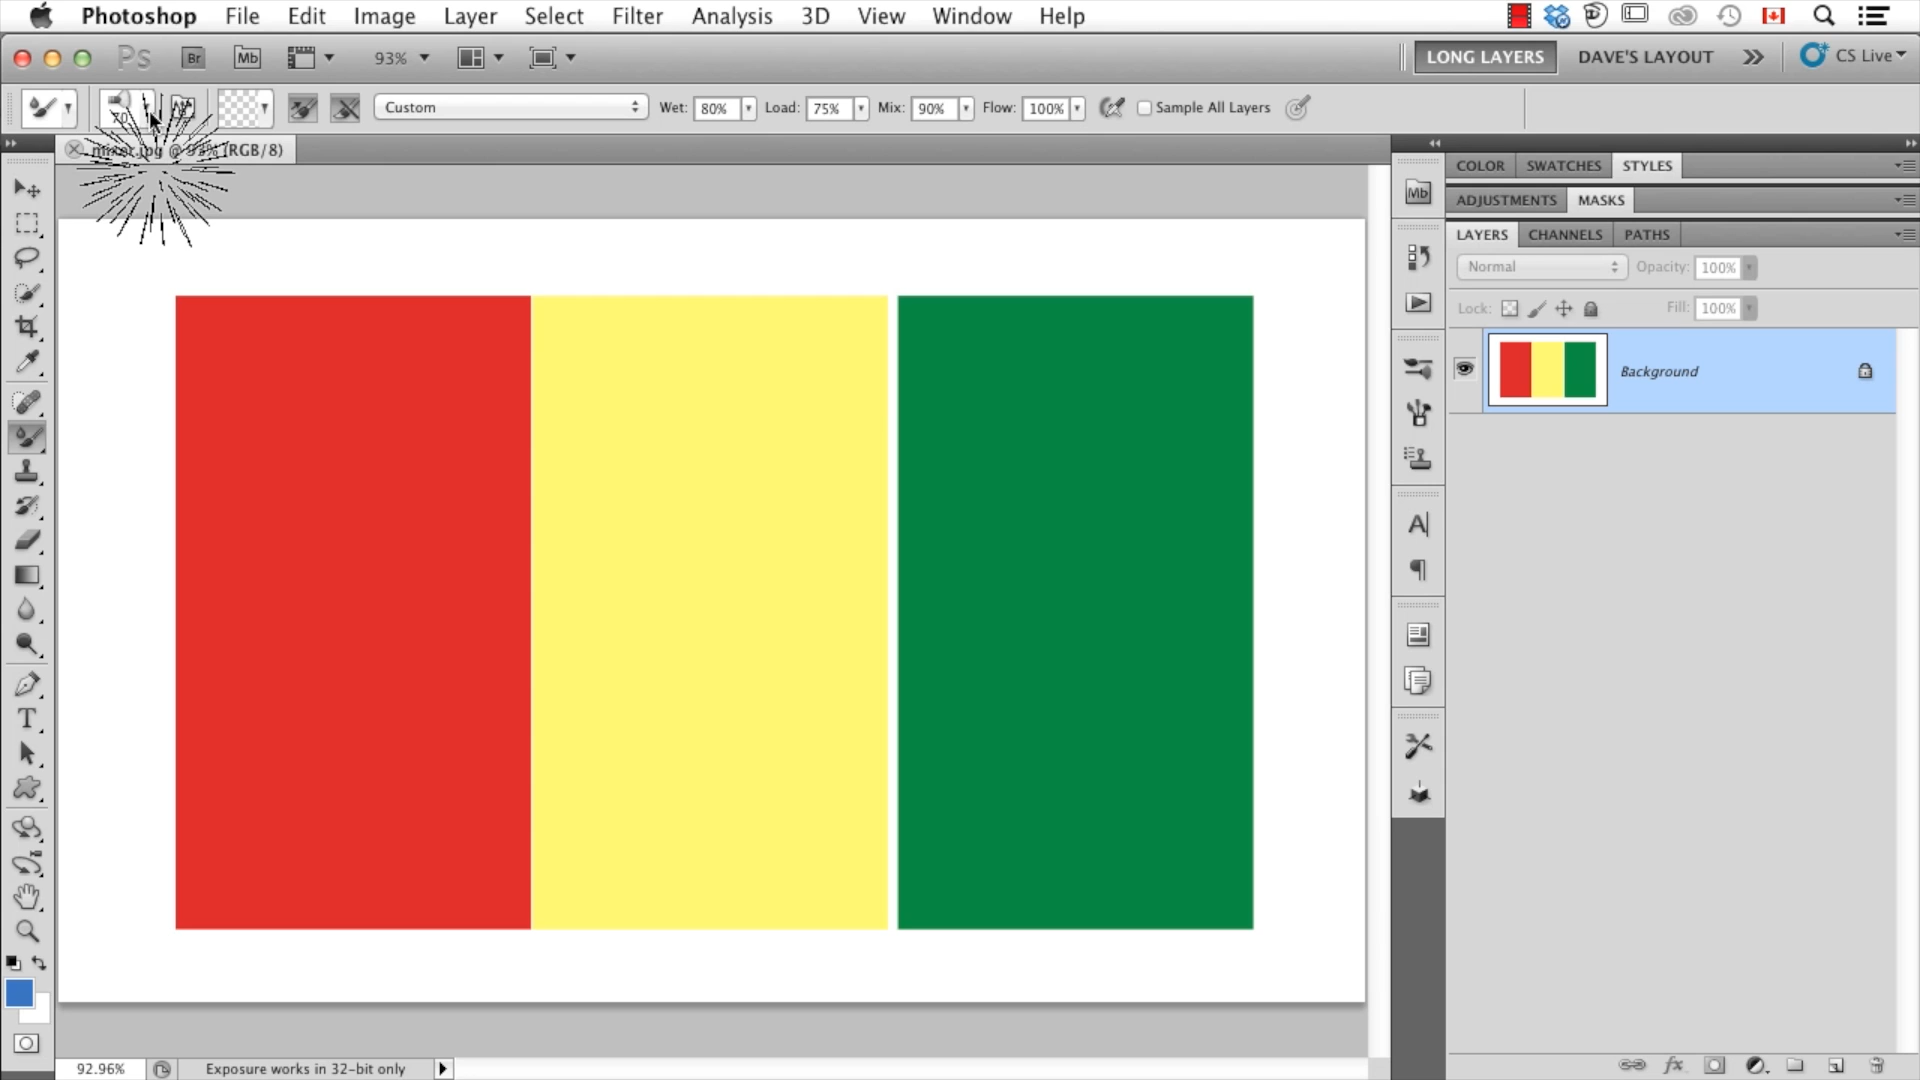 Photoshop File Edit Image Layer Select Filter Analysis 3D View Window Help
Ps Br Mb 93% LONG LAYERS DAVE'S LAYOUT CS Live
70 Custom Wet: 80% Load: 75% Mix: 90% Flow: 100% Sample All Layers
@ 93% (RGB/8)
COLOR SWATCHES STYLES
Mb
ADJUSTMENTS MASKS
LAYERS CHANNELS PATHS
Normal Opacity: 100%
Lock: Fill: 100%
Background
92.96% Exposure works in 32-bit only